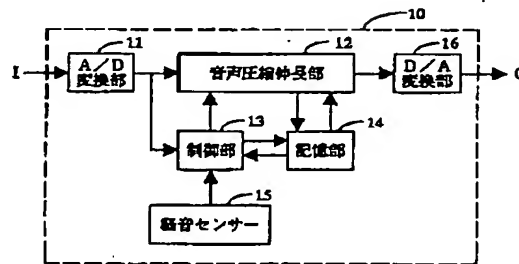 10
11
12
16
I
A/D
変換部
音声圧縮伸長部
D/A
変換部
O
13
14
制御部
記憶部
15
騒音センサー